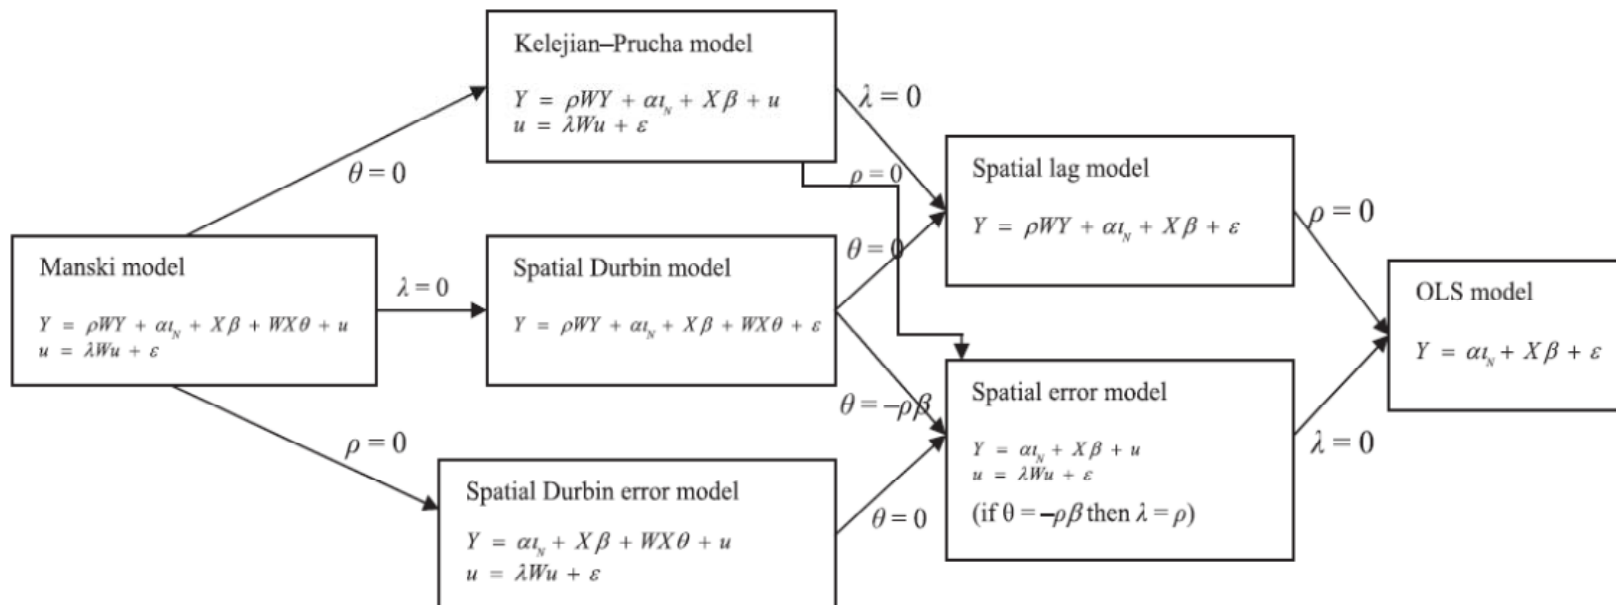 Kelejian–Prucha model
Y = ρWY + αι_N + Xβ + u
u = λWu + ε
λ = 0
θ = 0
ρ = 0
Spatial lag model
Y = ρWY + αι_N + Xβ + ε
ρ = 0
Manski model
Y = ρWY + αι_N + Xβ + WXθ + u
u = λWu + ε
λ = 0
Spatial Durbin model
Y = ρWY + αι_N + Xβ + WXθ + ε
θ = 0
OLS model
Y = αι_N + Xβ + ε
θ = –ρβ
Spatial error model
Y = αι_N + Xβ + u
u = λWu + ε
(if θ = –ρβ then λ = ρ)
λ = 0
ρ = 0
Spatial Durbin error model
Y = αι_N + Xβ + WXθ + u
u = λWu + ε
θ = 0